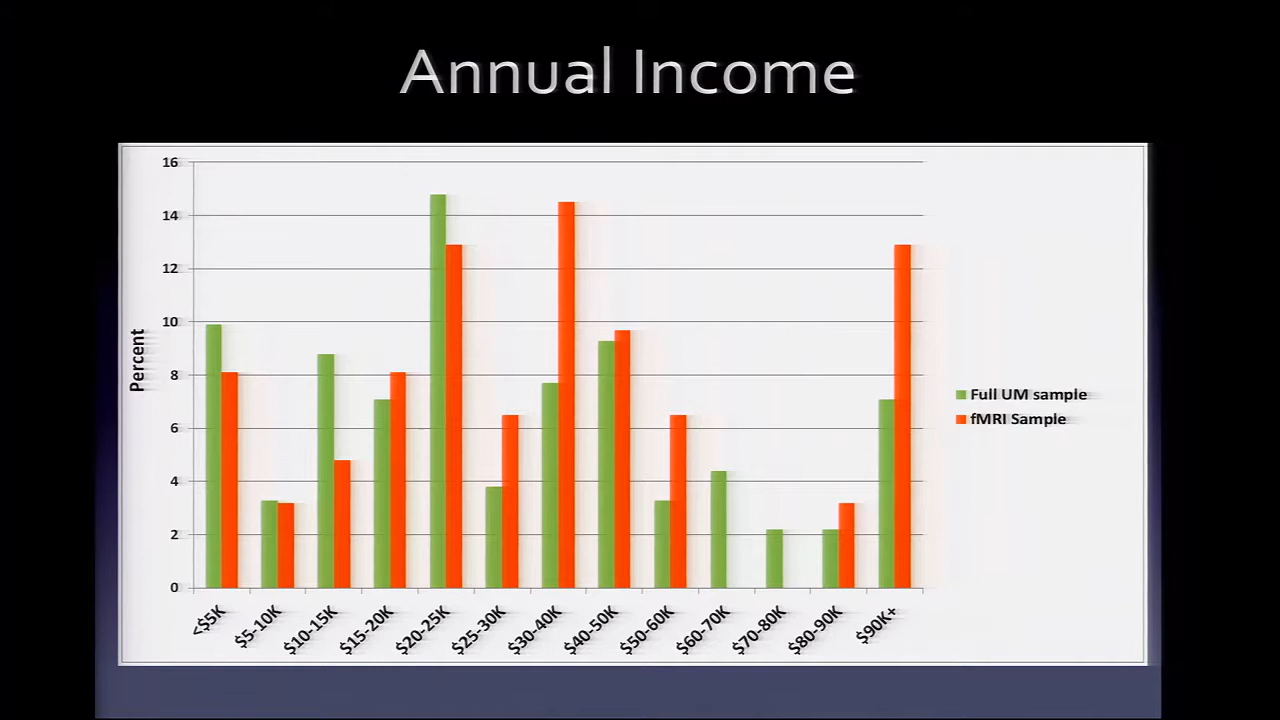 Annual Income
16
14
12
10
8
6
4
2
0
Percent
<$5K
$5-10K
$10-15K
$15-20K
$20-25K
$25-30K
$30-40K
$40-50K
$50-60K
$60-70K
$70-80K
$80-90K
$90K+
Full UM sample
fMRI Sample